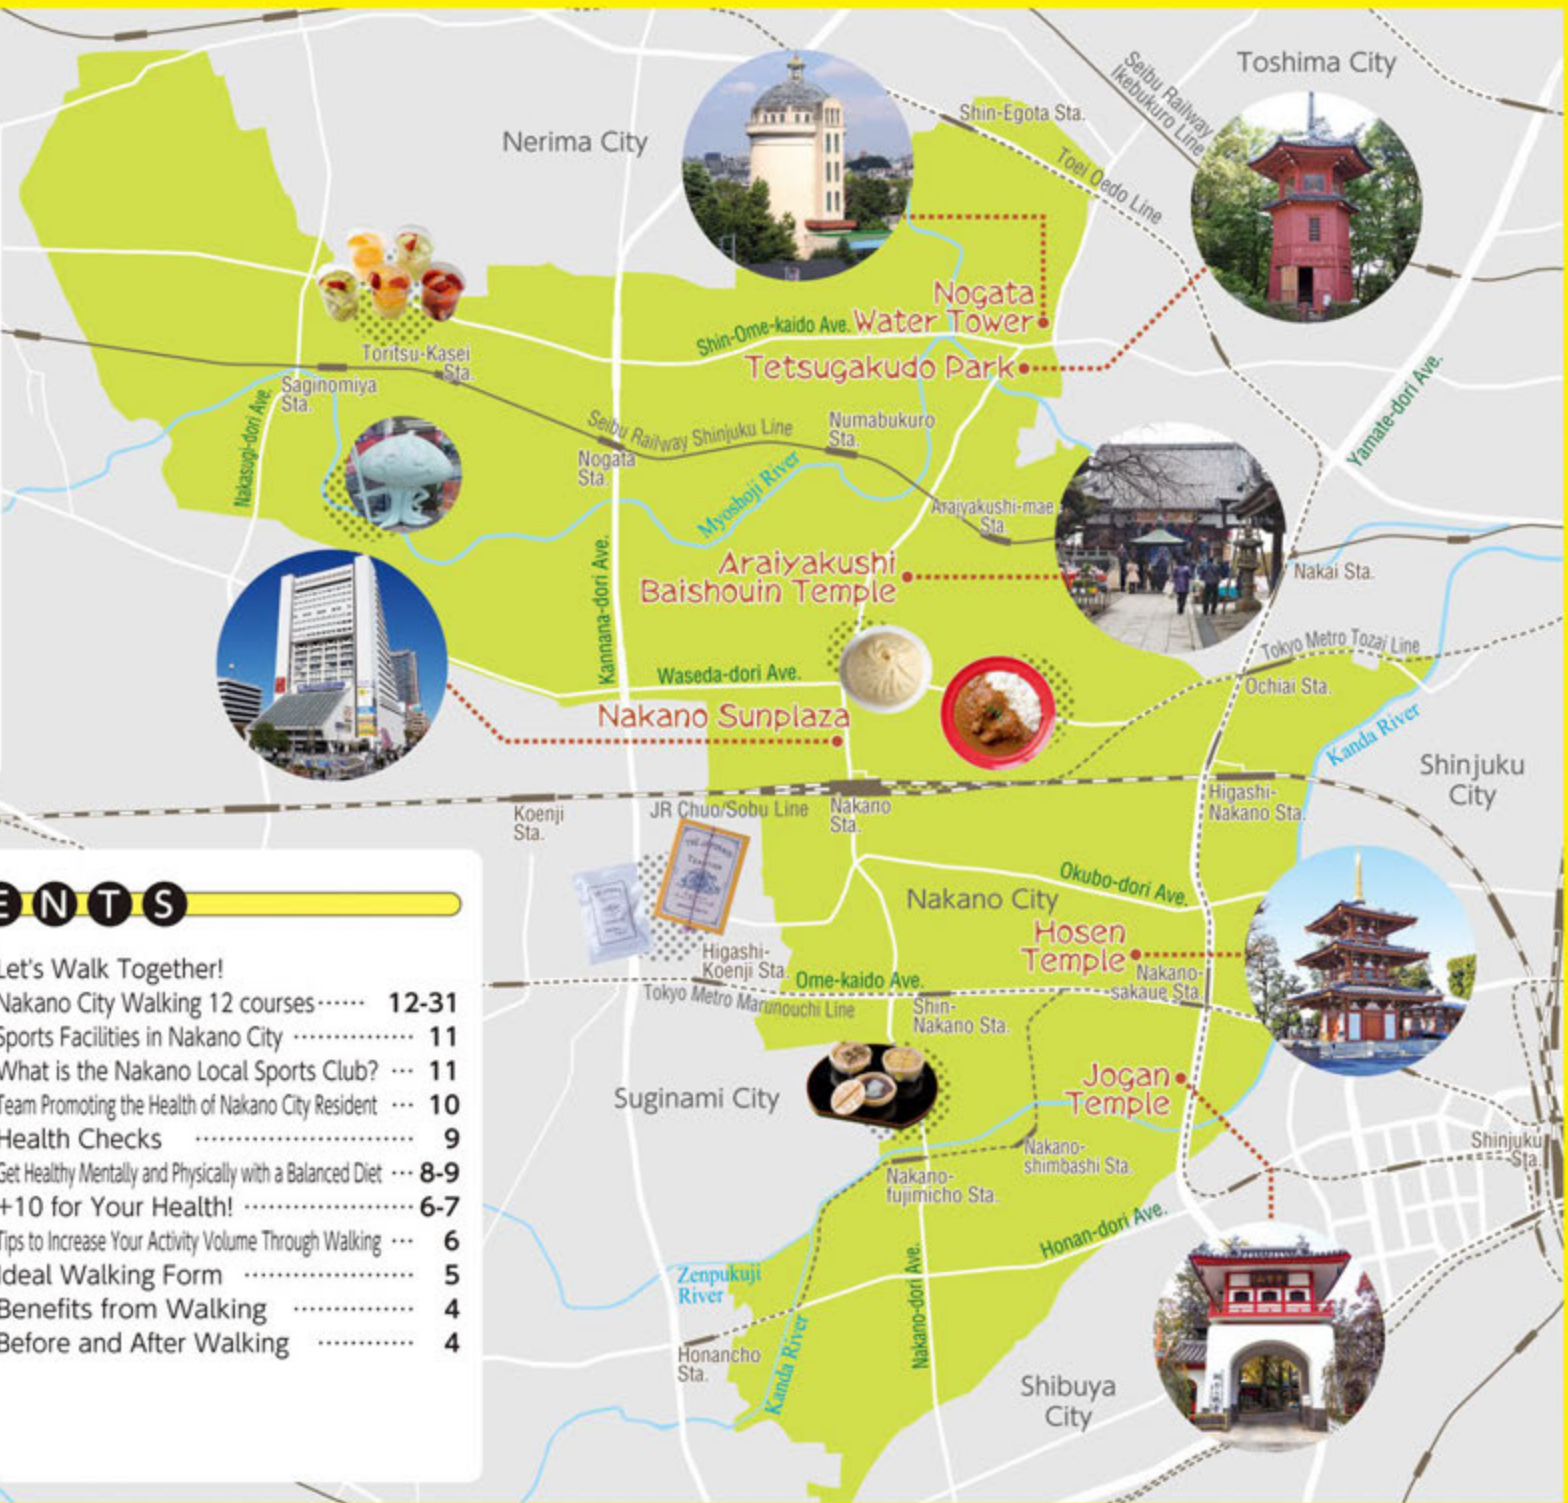 Toshima City
Seibu Railway
Ikebukuro Line
Nerima City
Shin-Egota Sta.
Toei Oedo Line
Nogata
Water Tower
Shin-Ome-kaido Ave.
Tetsugakudo Park
Toritsu-Kasei
Sta.
Saginomiya
Sta.
Nakasugi-dori Ave.
Seibu Railway Shinjuku Line
Numabukuro
Sta.
Nogata
Sta.
Myoshoji River
Yamate-dori Ave.
Araiyakushi-mae
Sta.
Araiyakushi
Baishouin Temple
Nakai Sta.
Kannana-dori Ave.
Tokyo Metro Tozai Line
Ochiai Sta.
Waseda-dori Ave.
Nakano Sunplaza
Kanda River
Shinjuku
City
Koenji
Sta.
JR Chuo/Sobu Line
Nakano
Sta.
Higashi-
Nakano Sta.
Okubo-dori Ave.
Nakano City
Hosen
Temple
Higashi-
Koenji Sta.
Ome-kaido Ave.
Nakano-
sakaue Sta.
Tokyo Metro Marunouchi Line
Shin-
Nakano Sta.
Suginami City
Jogan
Temple
Nakano-
shimbashi Sta.
Shinjuku
Sta.
Nakano-
fujimicho Sta.
Honan-dori Ave.
Zenpukuji
River
Nakano-dori Ave.
Kanda River
Honancho
Sta.
Shibuya
City
ENTS
Let's Walk Together!
Nakano City Walking 12 courses ······ 12-31
Sports Facilities in Nakano City ··············· 11
What is the Nakano Local Sports Club? ··· 11
Team Promoting the Health of Nakano City Resident ··· 10
Health Checks ··························· 9
Get Healthy Mentally and Physically with a Balanced Diet ··· 8-9
+10 for Your Health! ····················· 6-7
Tips to Increase Your Activity Volume Through Walking ··· 6
Ideal Walking Form ····················· 5
Benefits from Walking ··············· 4
Before and After Walking ············ 4